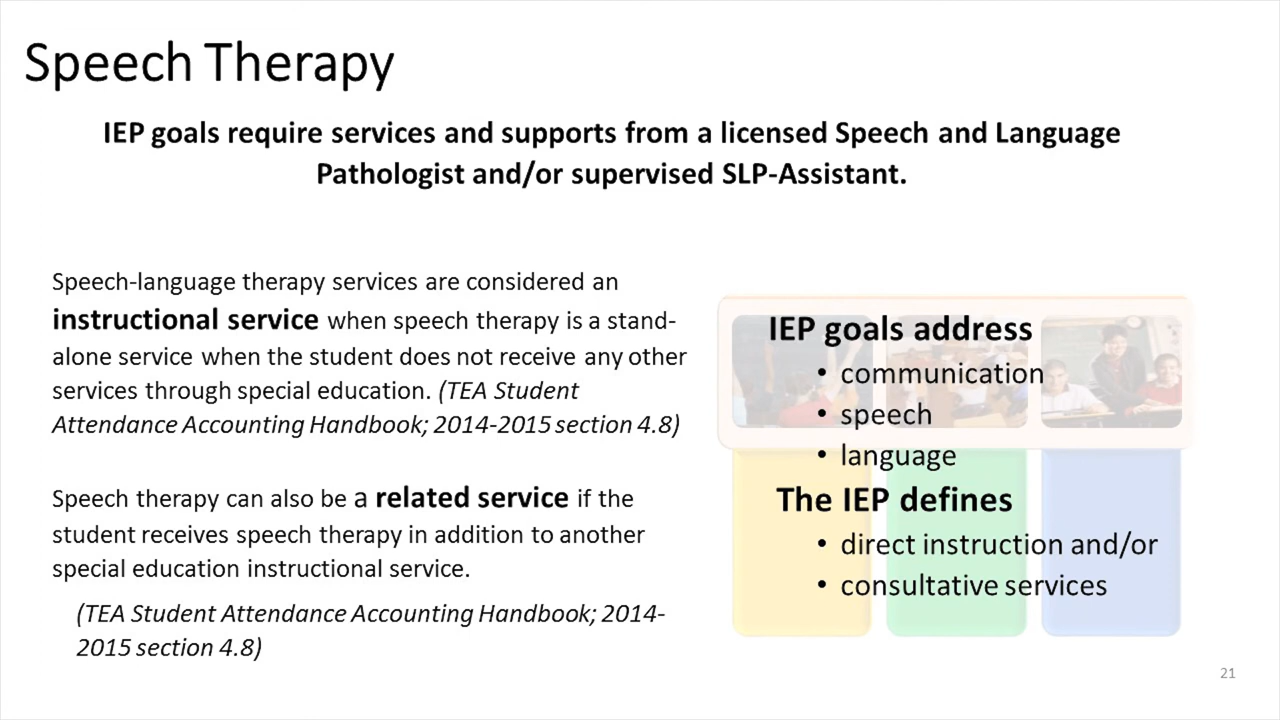 Speech Therapy
IEP goals require services and supports from a licensed Speech and Language
Pathologist and/or supervised SLP-Assistant.
Speech-language therapy services are considered an
instructional service when speech therapy is a stand-
alone service when the student does not receive any other
services through special education. (TEA Student
Attendance Accounting Handbook; 2014-2015 section 4.8)
Speech therapy can also be a related service if the
student receives speech therapy in addition to another
special education instructional service.
(TEA Student Attendance Accounting Handbook; 2014-
2015 section 4.8)
IEP goals address
• communication
• speech
• language
The IEP defines
• direct instruction and/or
• consultative services
21